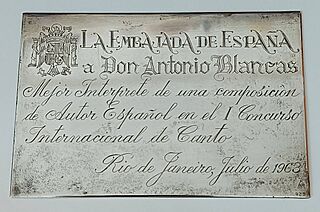 LA EMBAJADA DE ESPAÑA
a Don Antonio Blancas
Mejor Intérprete de una composición
de Autor Español en el I Concurso
Internacional de Canto
Río de Janeiro, Julio de 1963